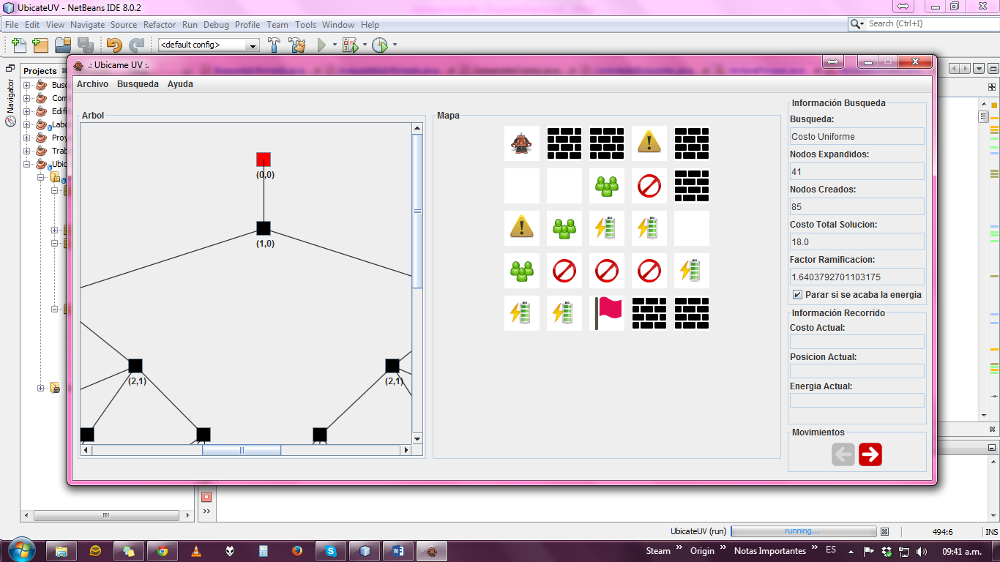 UbicateUV - NetBeans IDE 8.0.2
File Edit View Navigate Source Refactor Run Debug Profile Team Tools Window Help
Search (Ctrl+I)
<default config>
Projects
Navigator
Busc
Com
Edifi
Labo
Proy
Trab
Ubic
.: Ubicame UV :.
Archivo Busqueda Ayuda
Arbol
(0,0)
(1,0)
(2,1)
(2,1)
Mapa
Información Busqueda
Busqueda:
Costo Uniforme
Nodos Expandidos:
41
Nodos Creados:
85
Costo Total Solucion:
18.0
Factor Ramificacion:
1.6403792701103175
Parar si se acaba la energia
Información Recorrido
Costo Actual:
Posicion Actual:
Energia Actual:
Movimientos
UbicateUV (run)
running...
494:6
INS
Steam
Origin
Notas Importantes
ES
09:41 a.m.